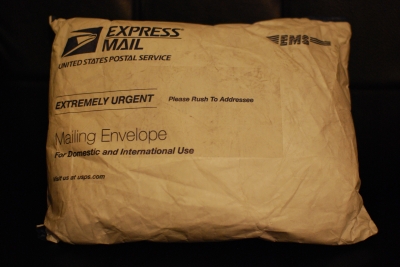 EXPRESS
MAIL
UNITED STATES POSTAL SERVICE
EMS
EXTREMELY URGENT Please Rush To Addressee
Mailing Envelope
For Domestic and International Use
Visit us at usps.com